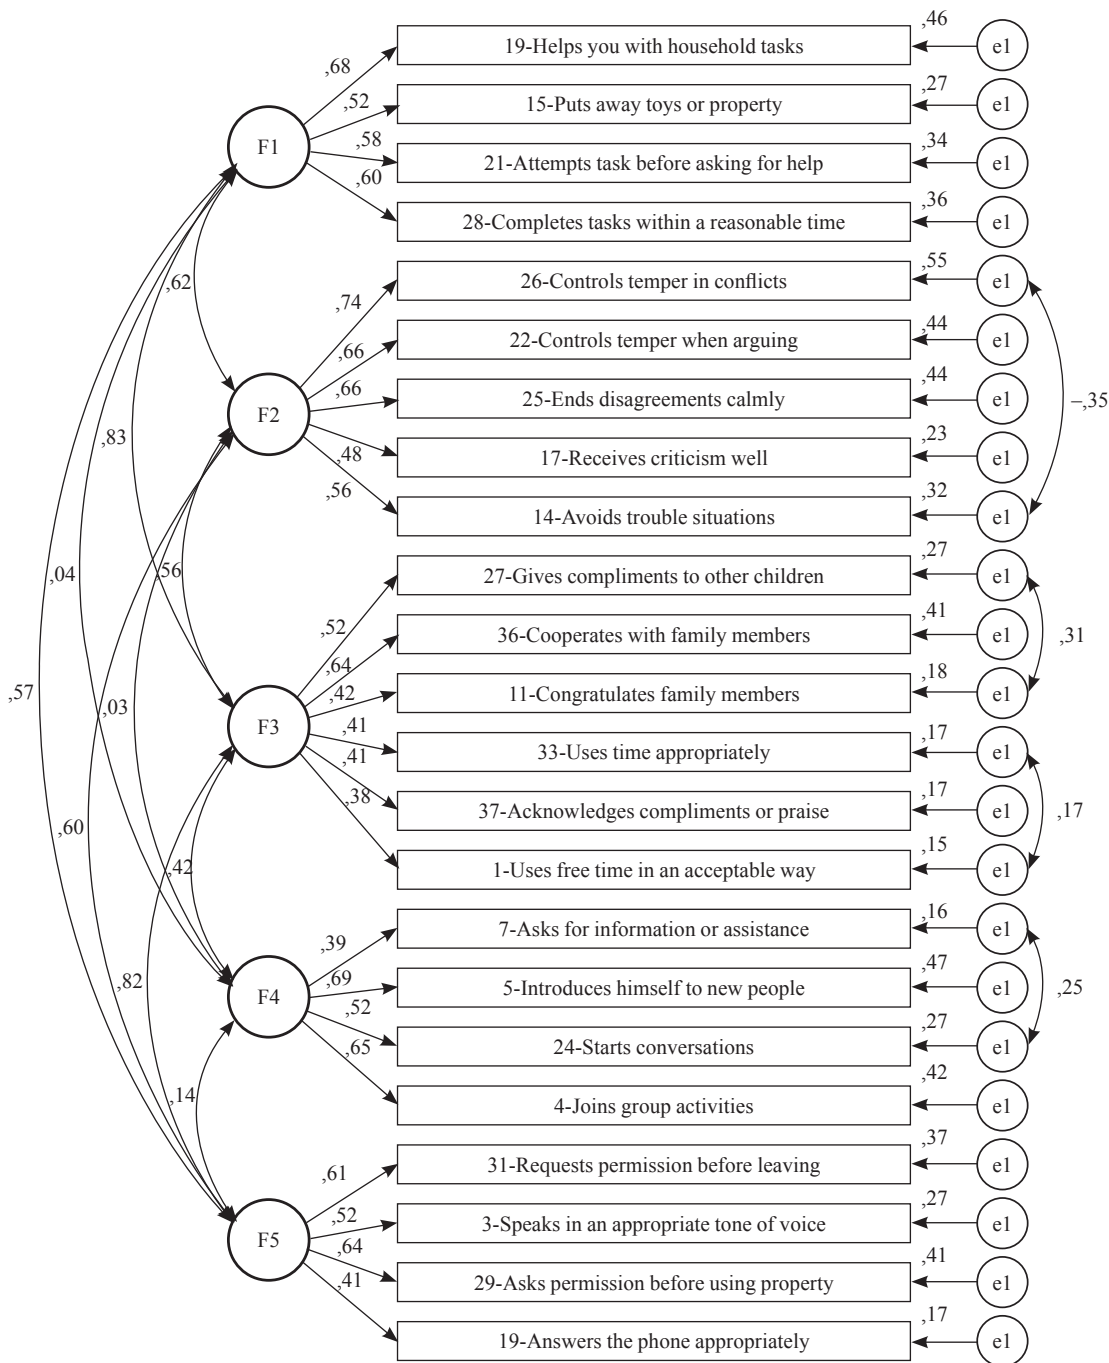 ,46
19-Helps you with household tasks
e1
,68
,27
15-Puts away toys or property
e1
,52
F1
,58
,34
21-Attempts task before asking for help
e1
,60
,36
28-Completes tasks within a reasonable time
e1
,55
26-Controls temper in conflicts
e1
,62
,74
,44
22-Controls temper when arguing
e1
,66
,66
,44
25-Ends disagreements calmly
e1
–,35
F2
,83
,48
,23
17-Receives criticism well
e1
,56
,32
14-Avoids trouble situations
e1
,27
27-Gives compliments to other children
e1
,04
,56
,52
,41
36-Cooperates with family members
e1
,31
,64
,18
11-Congratulates family members
e1
,57
,42
,03
F3
,41
,17
33-Uses time appropriately
e1
,41
,17
37-Acknowledges compliments or praise
e1
,17
,38
,60
,15
1-Uses free time in an acceptable way
e1
,42
,16
7-Asks for information or assistance
e1
,39
,82
,69
,47
5-Introduces himself to new people
e1
,25
F4
,52
,27
24-Starts conversations
e1
,65
,42
4-Joins group activities
e1
,14
,37
31-Requests permission before leaving
e1
,61
,27
3-Speaks in an appropriate tone of voice
e1
,52
F5
,64
,41
29-Asks permission before using property
e1
,41
,17
19-Answers the phone appropriately
e1